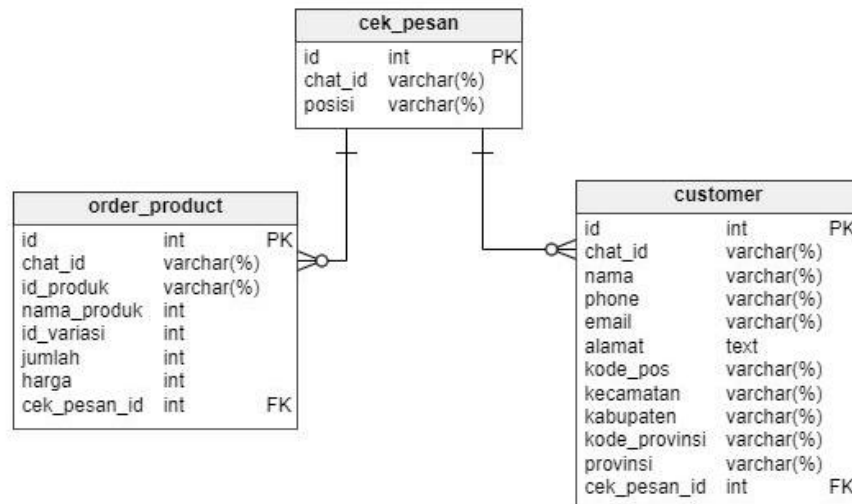 cek_pesan
id int PK
chat_id varchar(%)
posisi varchar(%)
order_product
id int PK
chat_id varchar(%)
id_produk varchar(%)
nama_produk int
id_variasi int
jumlah int
harga int
cek_pesan_id int FK
customer
id int PK
chat_id varchar(%)
nama varchar(%)
phone varchar(%)
email varchar(%)
alamat text
kode_pos varchar(%)
kecamatan varchar(%)
kabupaten varchar(%)
kode_provinsi varchar(%)
provinsi varchar(%)
cek_pesan_id int FK